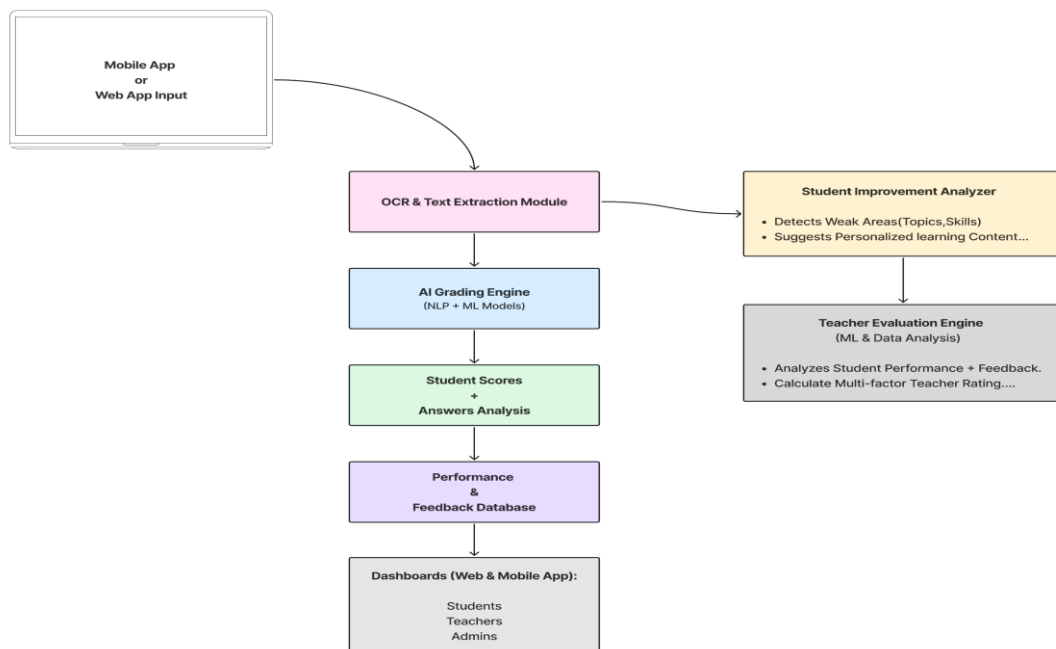 Mobile App
or
Web App Input
OCR & Text Extraction Module
AI Grading Engine
(NLP + ML Models)
Student Scores
+
Answers Analysis
Performance
&
Feedback Database
Dashboards (Web & Mobile App):
Students
Teachers
Admins
Student Improvement Analyzer
• Detects Weak Areas(Topics,Skills)
• Suggests Personalized learning Content...
Teacher Evaluation Engine
(ML & Data Analysis)
• Analyzes Student Performance + Feedback.
• Calculate Multi-factor Teacher Rating....